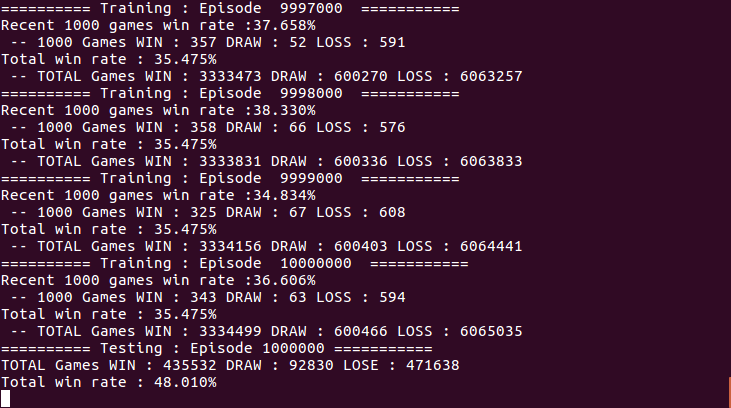 ========== Training : Episode  9997000  ===========
Recent 1000 games win rate :37.658%
 -- 1000 Games WIN : 357 DRAW : 52 LOSS : 591
Total win rate : 35.475%
 -- TOTAL Games WIN : 3333473 DRAW : 600270 LOSS : 6063257
========== Training : Episode  9998000  ===========
Recent 1000 games win rate :38.330%
 -- 1000 Games WIN : 358 DRAW : 66 LOSS : 576
Total win rate : 35.475%
 -- TOTAL Games WIN : 3333831 DRAW : 600336 LOSS : 6063833
========== Training : Episode  9999000  ===========
Recent 1000 games win rate :34.834%
 -- 1000 Games WIN : 325 DRAW : 67 LOSS : 608
Total win rate : 35.475%
 -- TOTAL Games WIN : 3334156 DRAW : 600403 LOSS : 6064441
========== Training : Episode  10000000  ===========
Recent 1000 games win rate :36.606%
 -- 1000 Games WIN : 343 DRAW : 63 LOSS : 594
Total win rate : 35.475%
 -- TOTAL Games WIN : 3334499 DRAW : 600466 LOSS : 6065035
========== Testing : Episode 1000000 ===========
TOTAL Games WIN : 435532 DRAW : 92830 LOSE : 471638
Total win rate : 48.010%